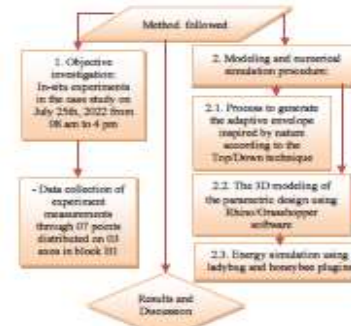 Method followed
1. Objective
investigation:
In-situ experiments
in the case study on
July 25th, 2022 from
08 am to 4 pm
- Data collection of
experiment
measurements
through 07 points
distributed on 03
axes in block B1
2. Modeling and numerical
simulation procedure:
2.1. Process to generate
the adaptive envelope
inspired by nature
according to the
Top/Down technique
2.2. The 3D modeling of
the parametric design using
Rhino/Grasshopper
software
2.3. Energy simulation using
ladybug and honeybee plugins
Results and
Discussion